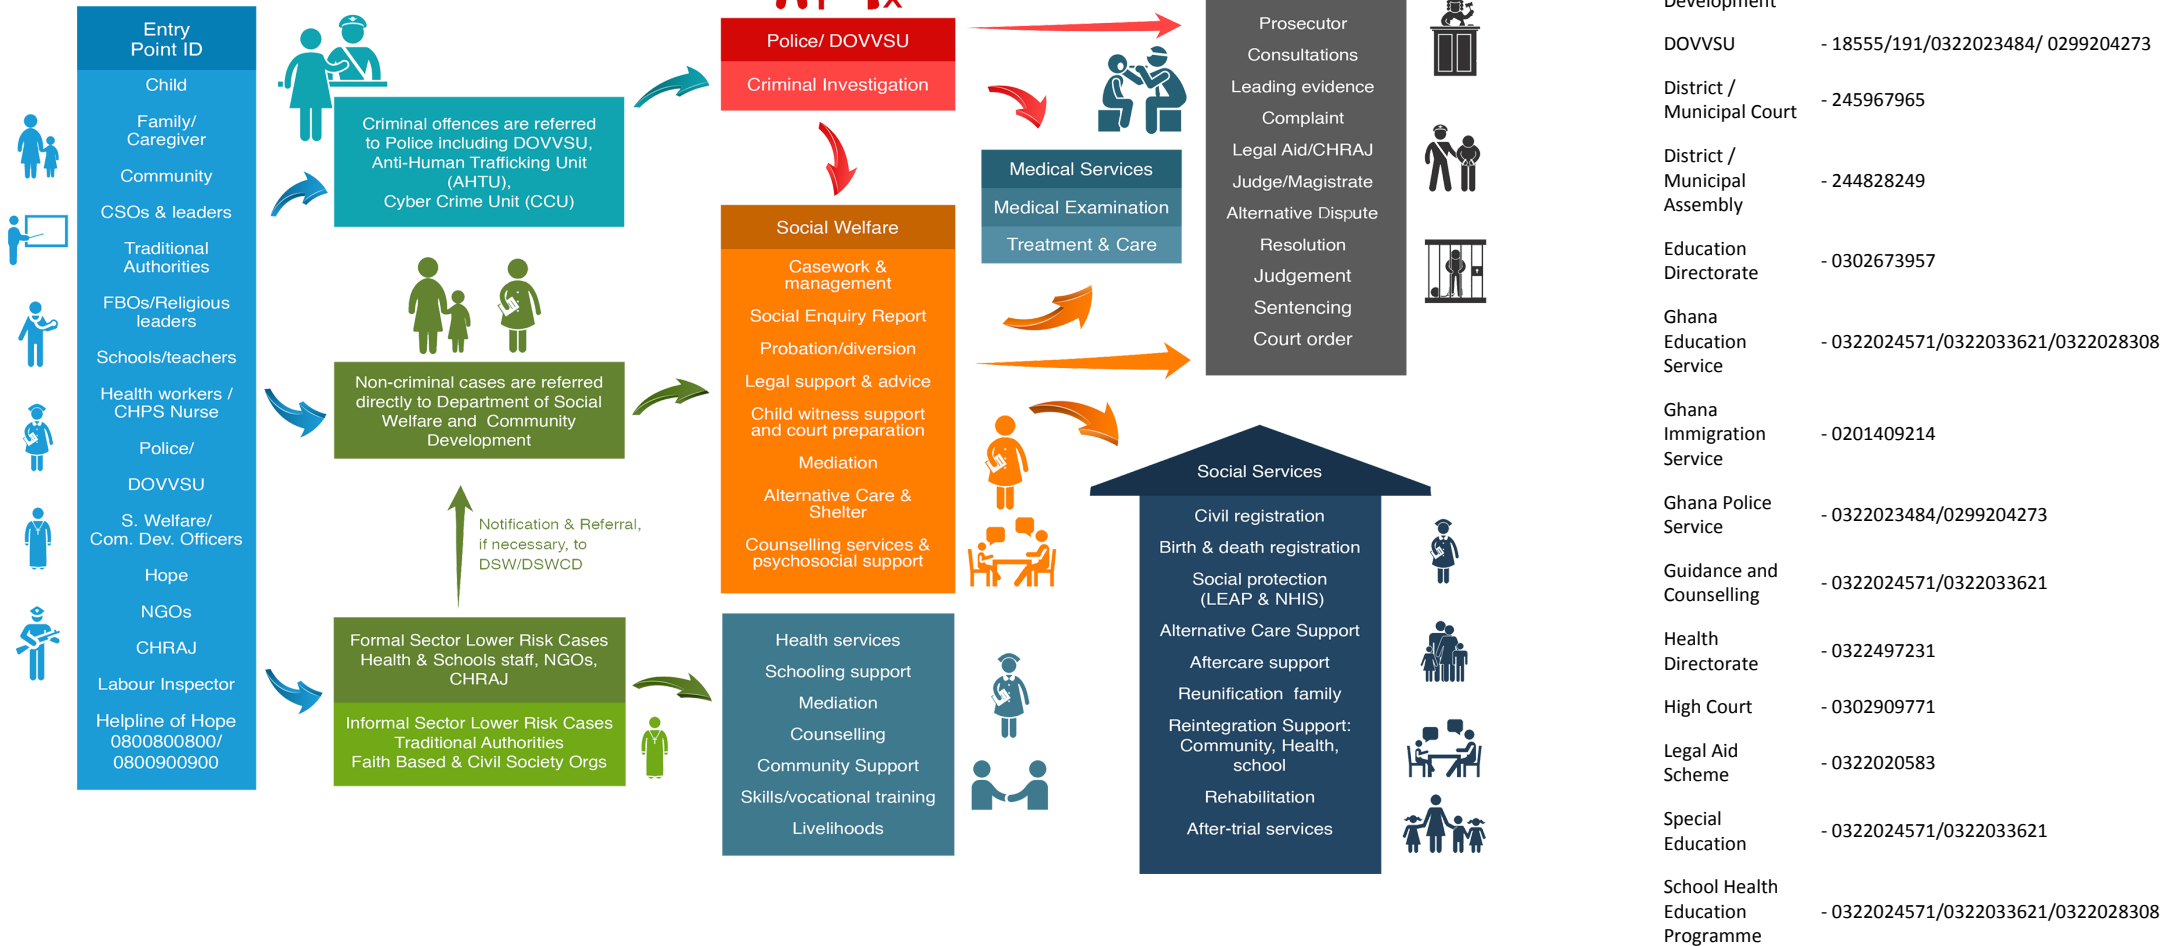 Entry
Point ID
Child
Family/
Caregiver
Community
CSOs & leaders
Traditional
Authorities
FBOs/Religious
leaders
Schools/teachers
Health workers /
CHPS Nurse
Police/
DOVVSU
S. Welfare/
Com. Dev. Officers
Hope
NGOs
CHRAJ
Labour Inspector
Helpline of Hope
0800800800/
0800900900
Criminal offences are referred
to Police including DOVVSU,
Anti-Human Trafficking Unit
(AHTU),
Cyber Crime Unit (CCU)
Non-criminal cases are referred
directly to Department of Social
Welfare and Community
Development
Notification & Referral,
if necessary, to
DSW/DSWCD
Formal Sector Lower Risk Cases
Health & Schools staff, NGOs,
CHRAJ
Informal Sector Lower Risk Cases
Traditional Authorities
Faith Based & Civil Society Orgs
Police/ DOVVSU
Criminal Investigation
Social Welfare
Casework &
management
Social Enquiry Report
Probation/diversion
Legal support & advice
Child witness support
and court preparation
Mediation
Alternative Care &
Shelter
Counselling services &
psychosocial support
Health services
Schooling support
Mediation
Counselling
Community Support
Skills/vocational training
Livelihoods
Medical Services
Medical Examination
Treatment & Care
Prosecutor
Consultations
Leading evidence
Complaint
Legal Aid/CHRAJ
Judge/Magistrate
Alternative Dispute
Resolution
Judgement
Sentencing
Court order
Social Services
Civil registration
Birth & death registration
Social protection
(LEAP & NHIS)
Alternative Care Support
Aftercare support
Reunification family
Reintegration Support:
Community, Health,
school
Rehabilitation
After-trial services
Development
DOVVSU - 18555/191/0322023484/ 0299204273
District /
Municipal Court - 245967965
District /
Municipal - 244828249
Assembly
Education
Directorate - 0302673957
Ghana
Education - 0322024571/0322033621/0322028308
Service
Ghana
Immigration - 0201409214
Service
Ghana Police
Service - 0322023484/0299204273
Guidance and
Counselling - 0322024571/0322033621
Health
Directorate - 0322497231
High Court - 0302909771
Legal Aid
Scheme - 0322020583
Special
Education - 0322024571/0322033621
School Health
Education - 0322024571/0322033621/0322028308
Programme